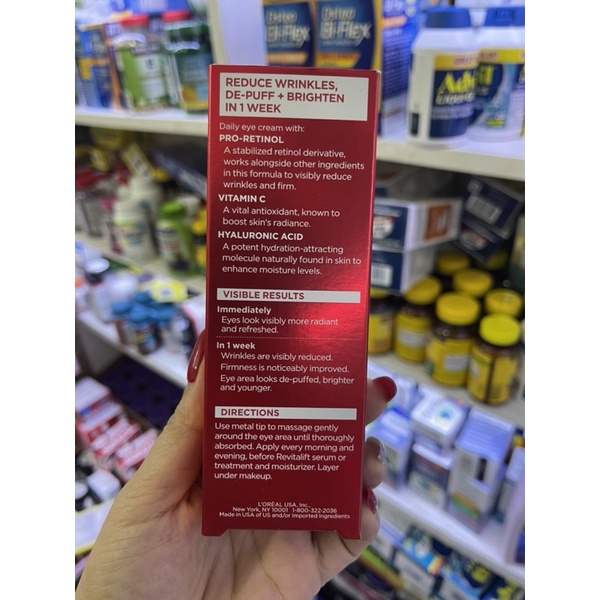 Osteo
Bi-Flex
Osteo
Bi-Flex
Advil
REDUCE WRINKLES,
DE-PUFF + BRIGHTEN
IN 1 WEEK
Daily eye cream with:
PRO-RETINOL
A stabilized retinol derivative,
works alongside other ingredients
in this formula to visibly reduce
wrinkles and firm.
VITAMIN C
A vital antioxidant, known to
boost skin's radiance.
HYALURONIC ACID
A potent hydration-attracting
molecule naturally found in skin to
enhance moisture levels.
VISIBLE RESULTS
Immediately
Eyes look visibly more radiant
and refreshed.
In 1 week
Wrinkles are visibly reduced.
Firmness is noticeably improved.
Eye area looks de-puffed, brighter
and younger.
DIRECTIONS
Use metal tip to massage gently
around the eye area until thoroughly
absorbed. Apply every morning and
evening, before Revitalift serum or
treatment and moisturizer. Layer
under makeup.
L'ORÉAL USA, Inc.
New York, NY 10001 1-800-322-2036
Made in USA of US and/or Imported Ingredients